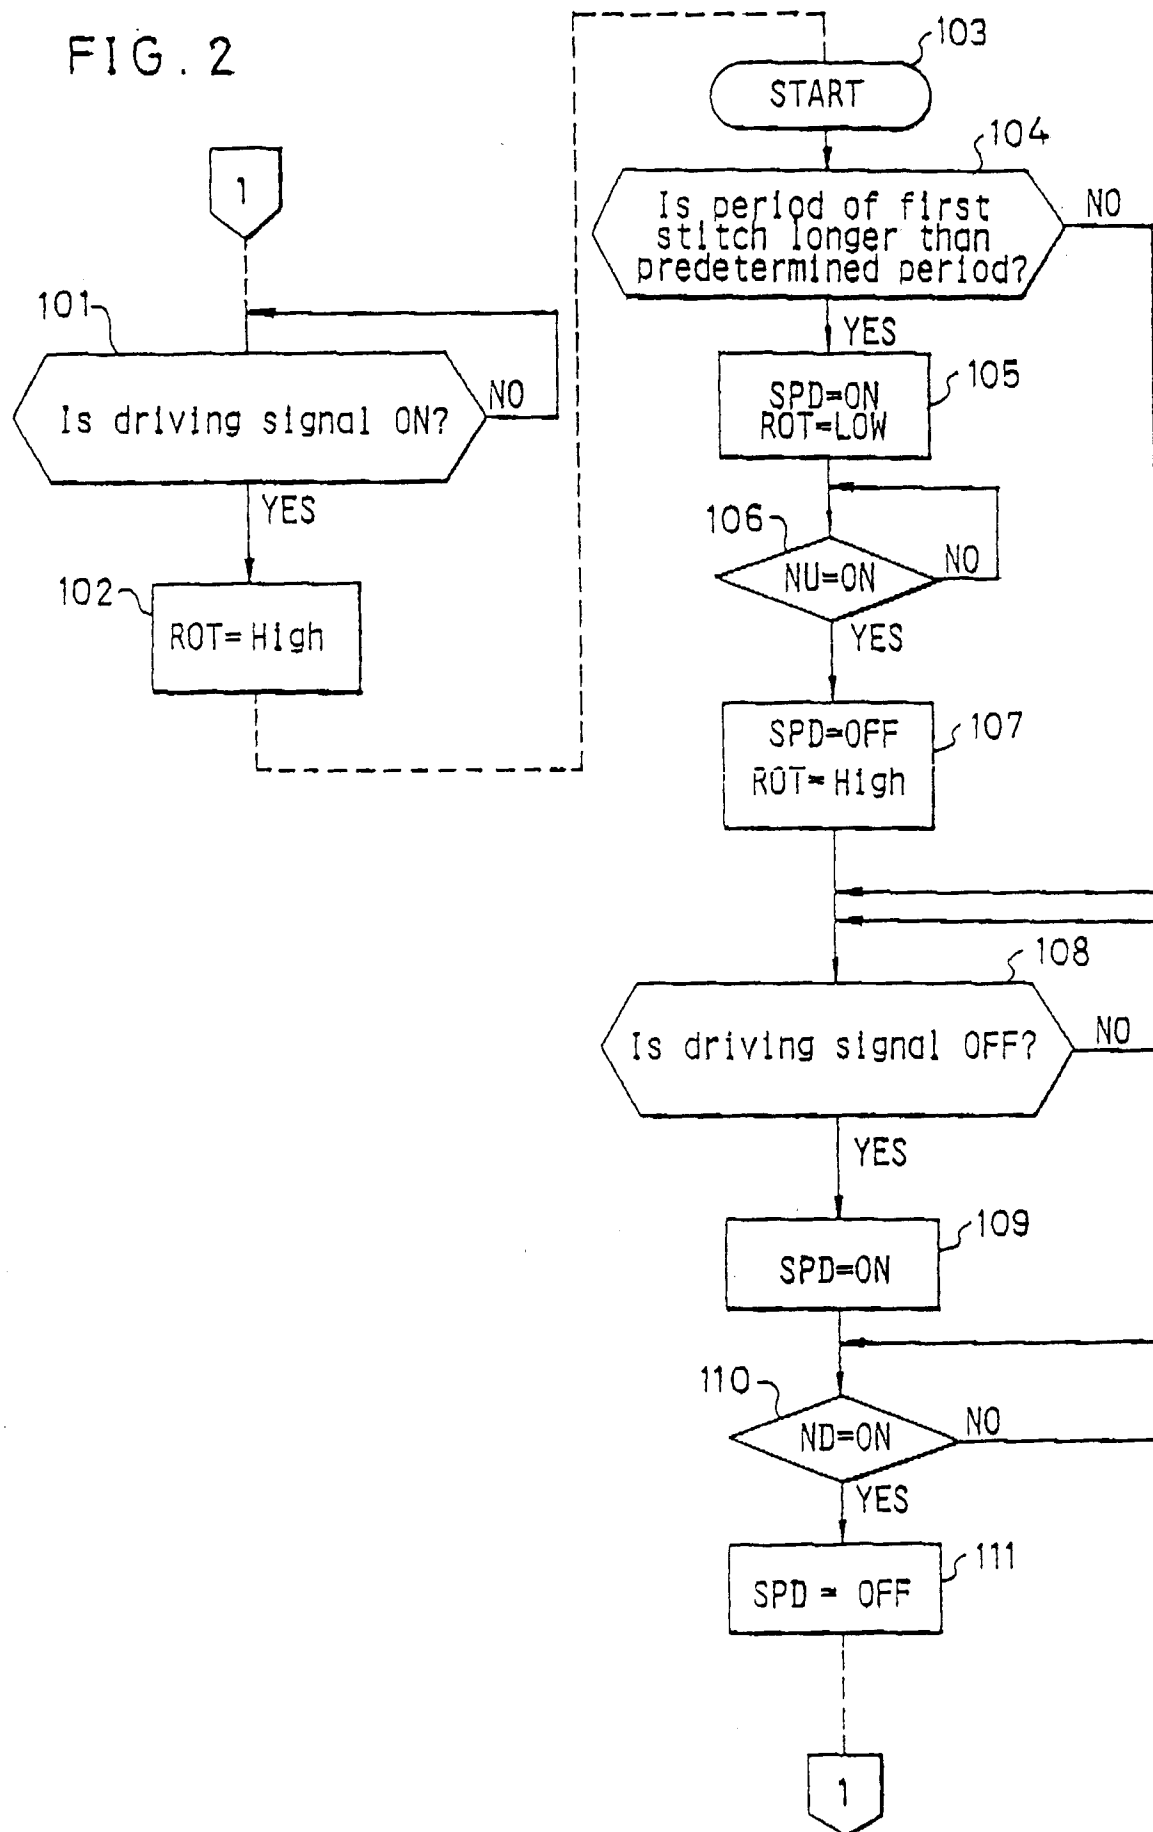 FIG. 2
1
101
Is driving signal ON?
NO
YES
102
ROT= High
103
START
104
Is period of first
stitch longer than
predetermined period?
NO
YES
105
SPD=ON
ROT=LOW
106
NU=ON
NO
YES
107
SPD=OFF
ROT= High
108
Is driving signal OFF?
NO
YES
109
SPD=ON
110
ND=ON
NO
YES
111
SPD = OFF
1